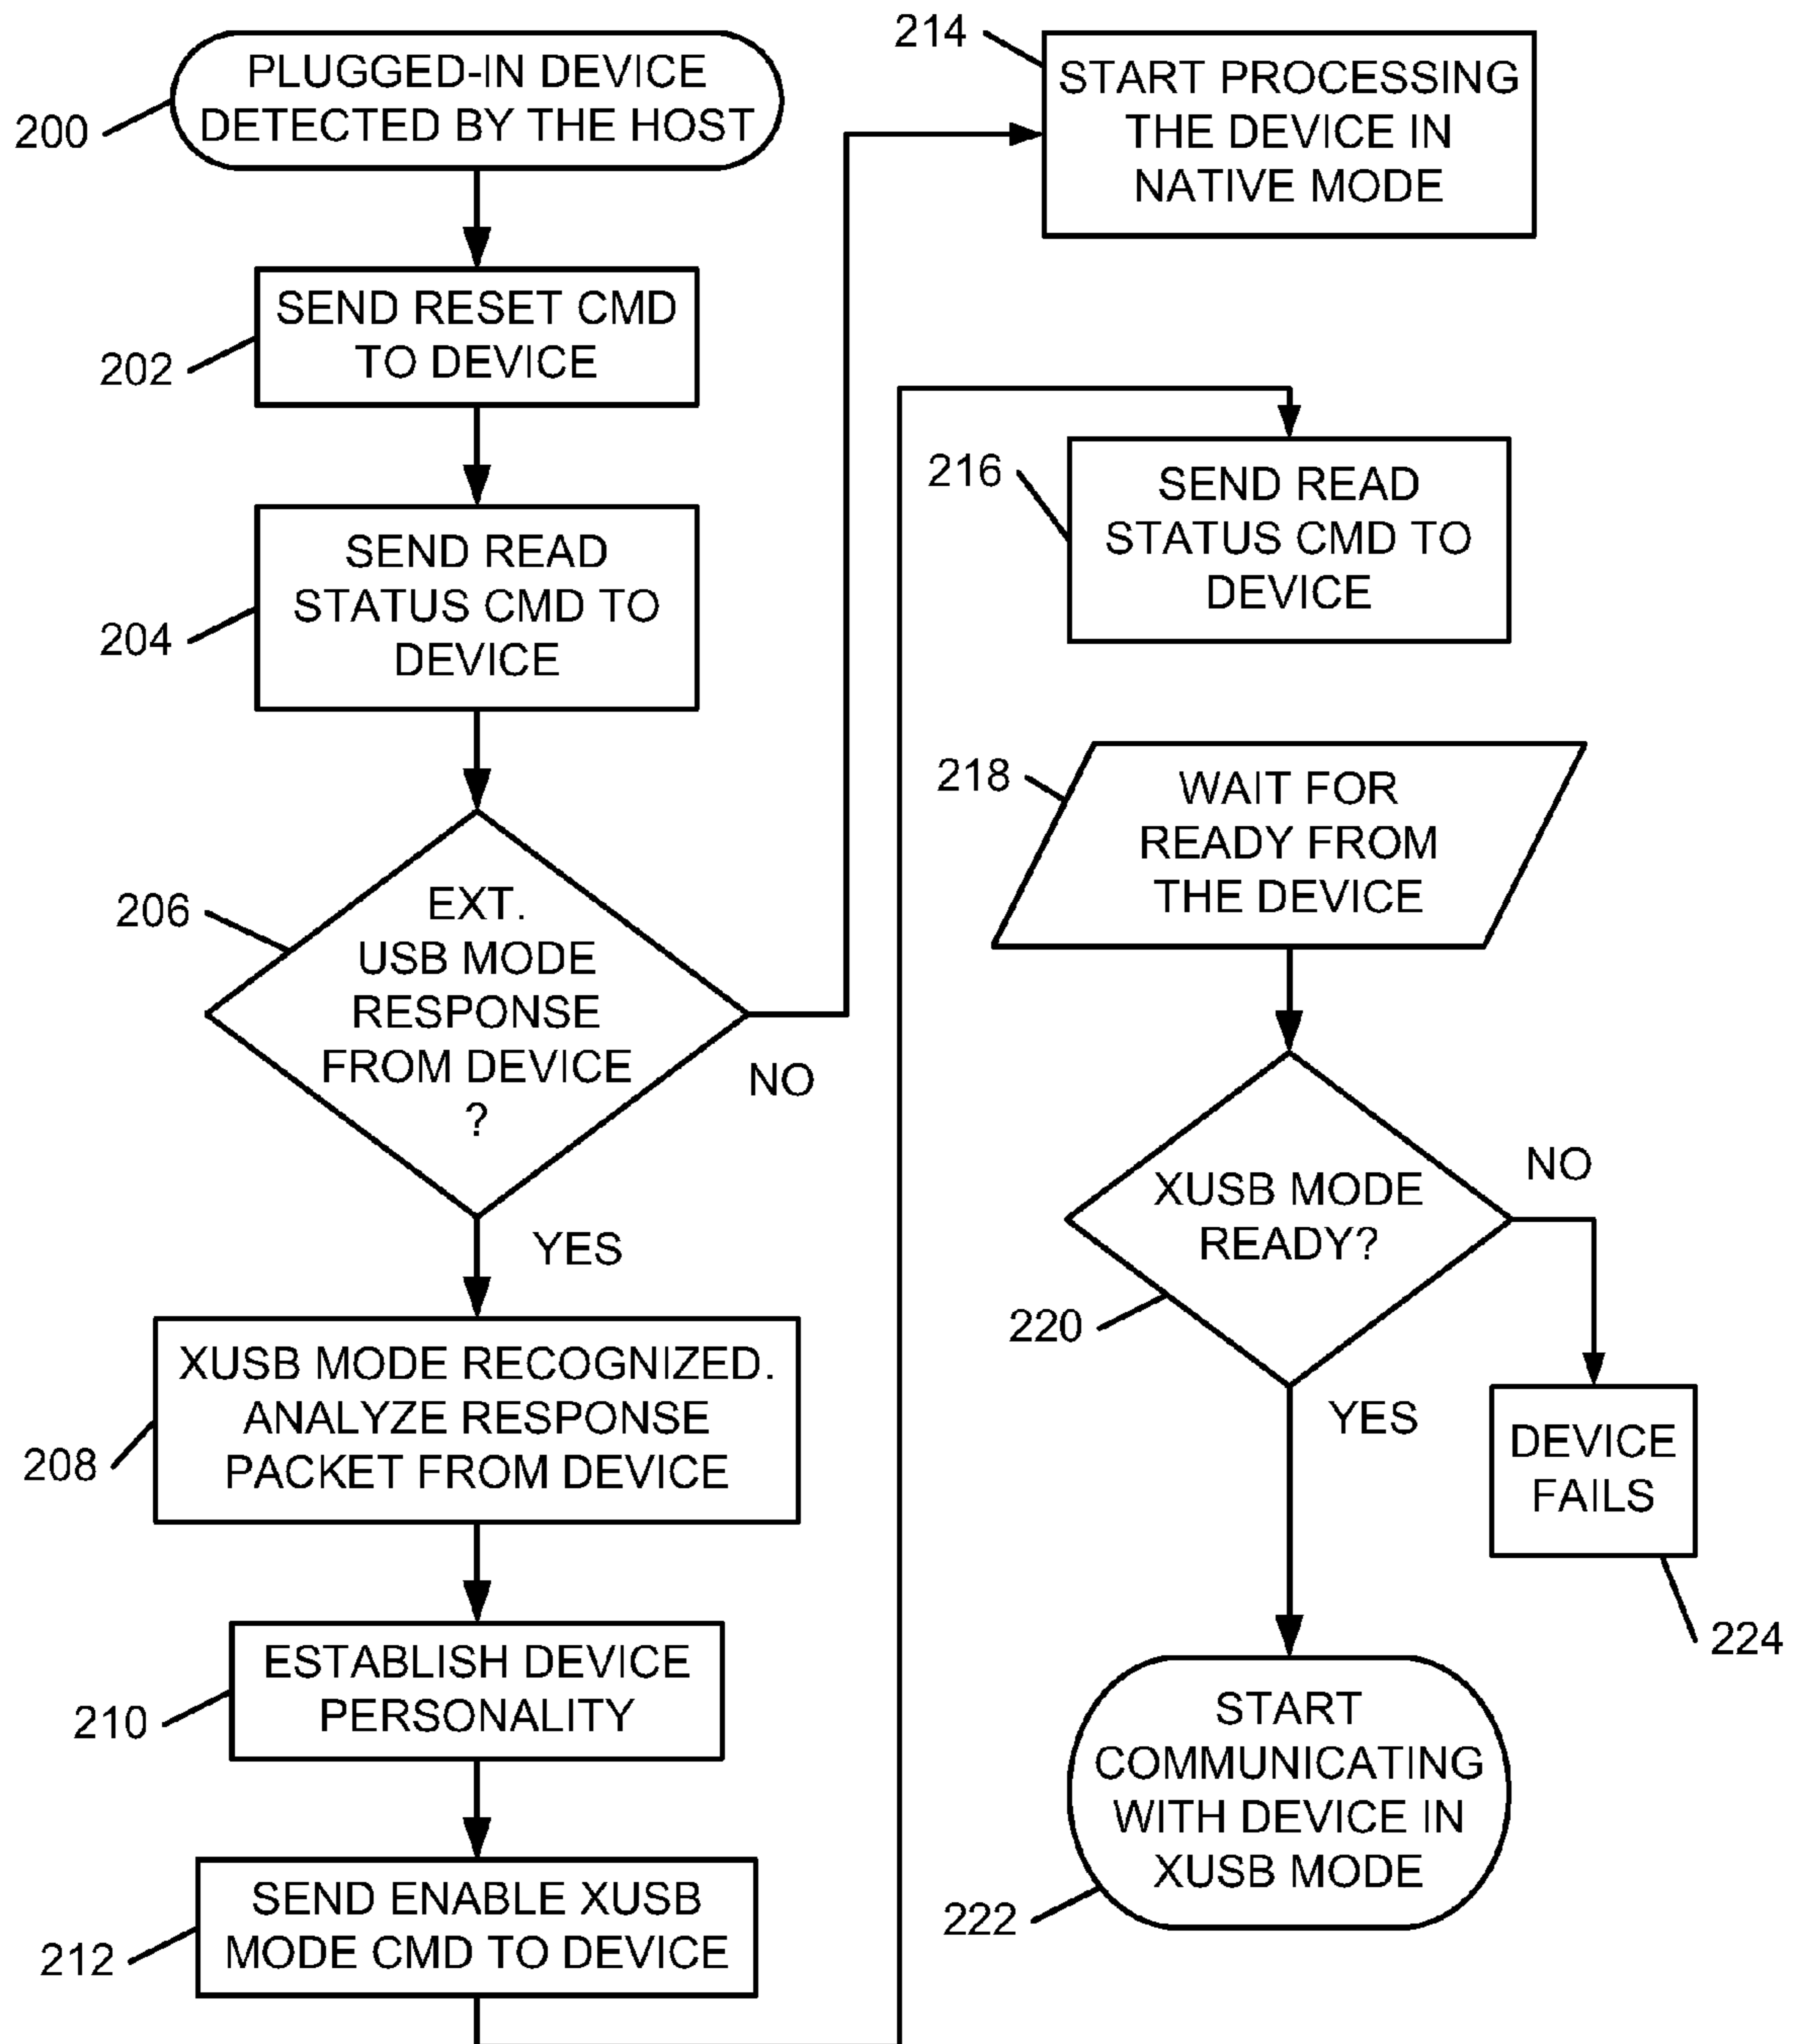 200
PLUGGED-IN DEVICE
DETECTED BY THE HOST
202
SEND RESET CMD
TO DEVICE
204
SEND READ
STATUS CMD TO
DEVICE
206
EXT.
USB MODE
RESPONSE
FROM DEVICE
?
NO
YES
208
XUSB MODE RECOGNIZED.
ANALYZE RESPONSE
PACKET FROM DEVICE
210
ESTABLISH DEVICE
PERSONALITY
212
SEND ENABLE XUSB
MODE CMD TO DEVICE
214
START PROCESSING
THE DEVICE IN
NATIVE MODE
216
SEND READ
STATUS CMD TO
DEVICE
218
WAIT FOR
READY FROM
THE DEVICE
220
XUSB MODE
READY?
NO
YES
DEVICE
FAILS
224
222
START
COMMUNICATING
WITH DEVICE IN
XUSB MODE